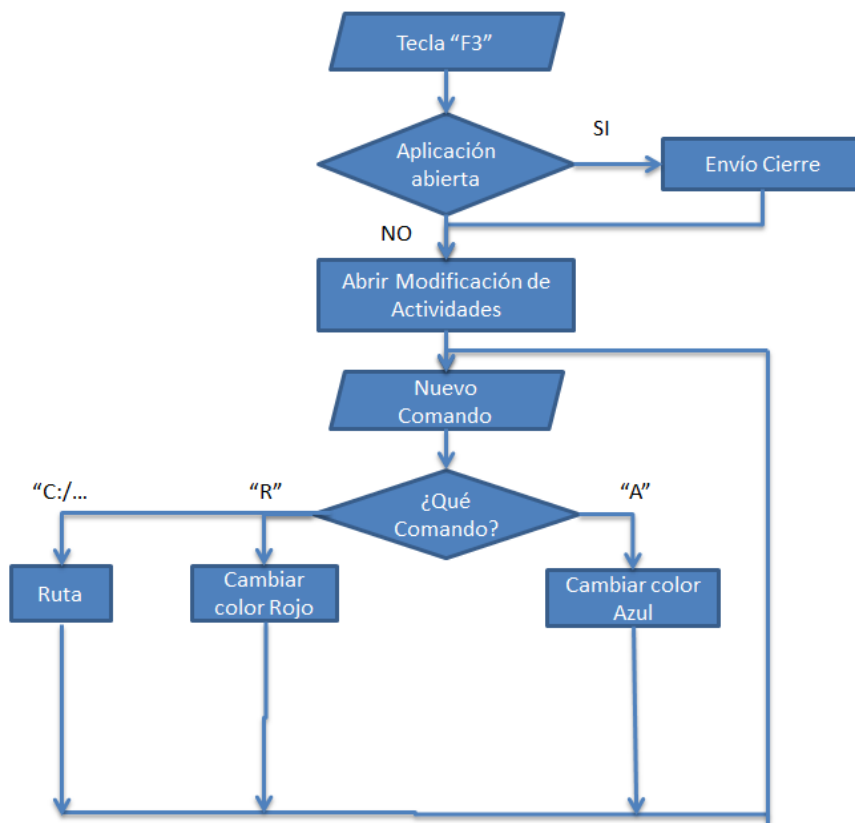 Tecla “F3”
SI
Aplicación
abierta
Envío Cierre
NO
Abrir Modificación de
Actividades
Nuevo
Comando
“C:/...
“R”
“A”
¿Qué
Comando?
Ruta
Cambiar
color Rojo
Cambiar color
Azul